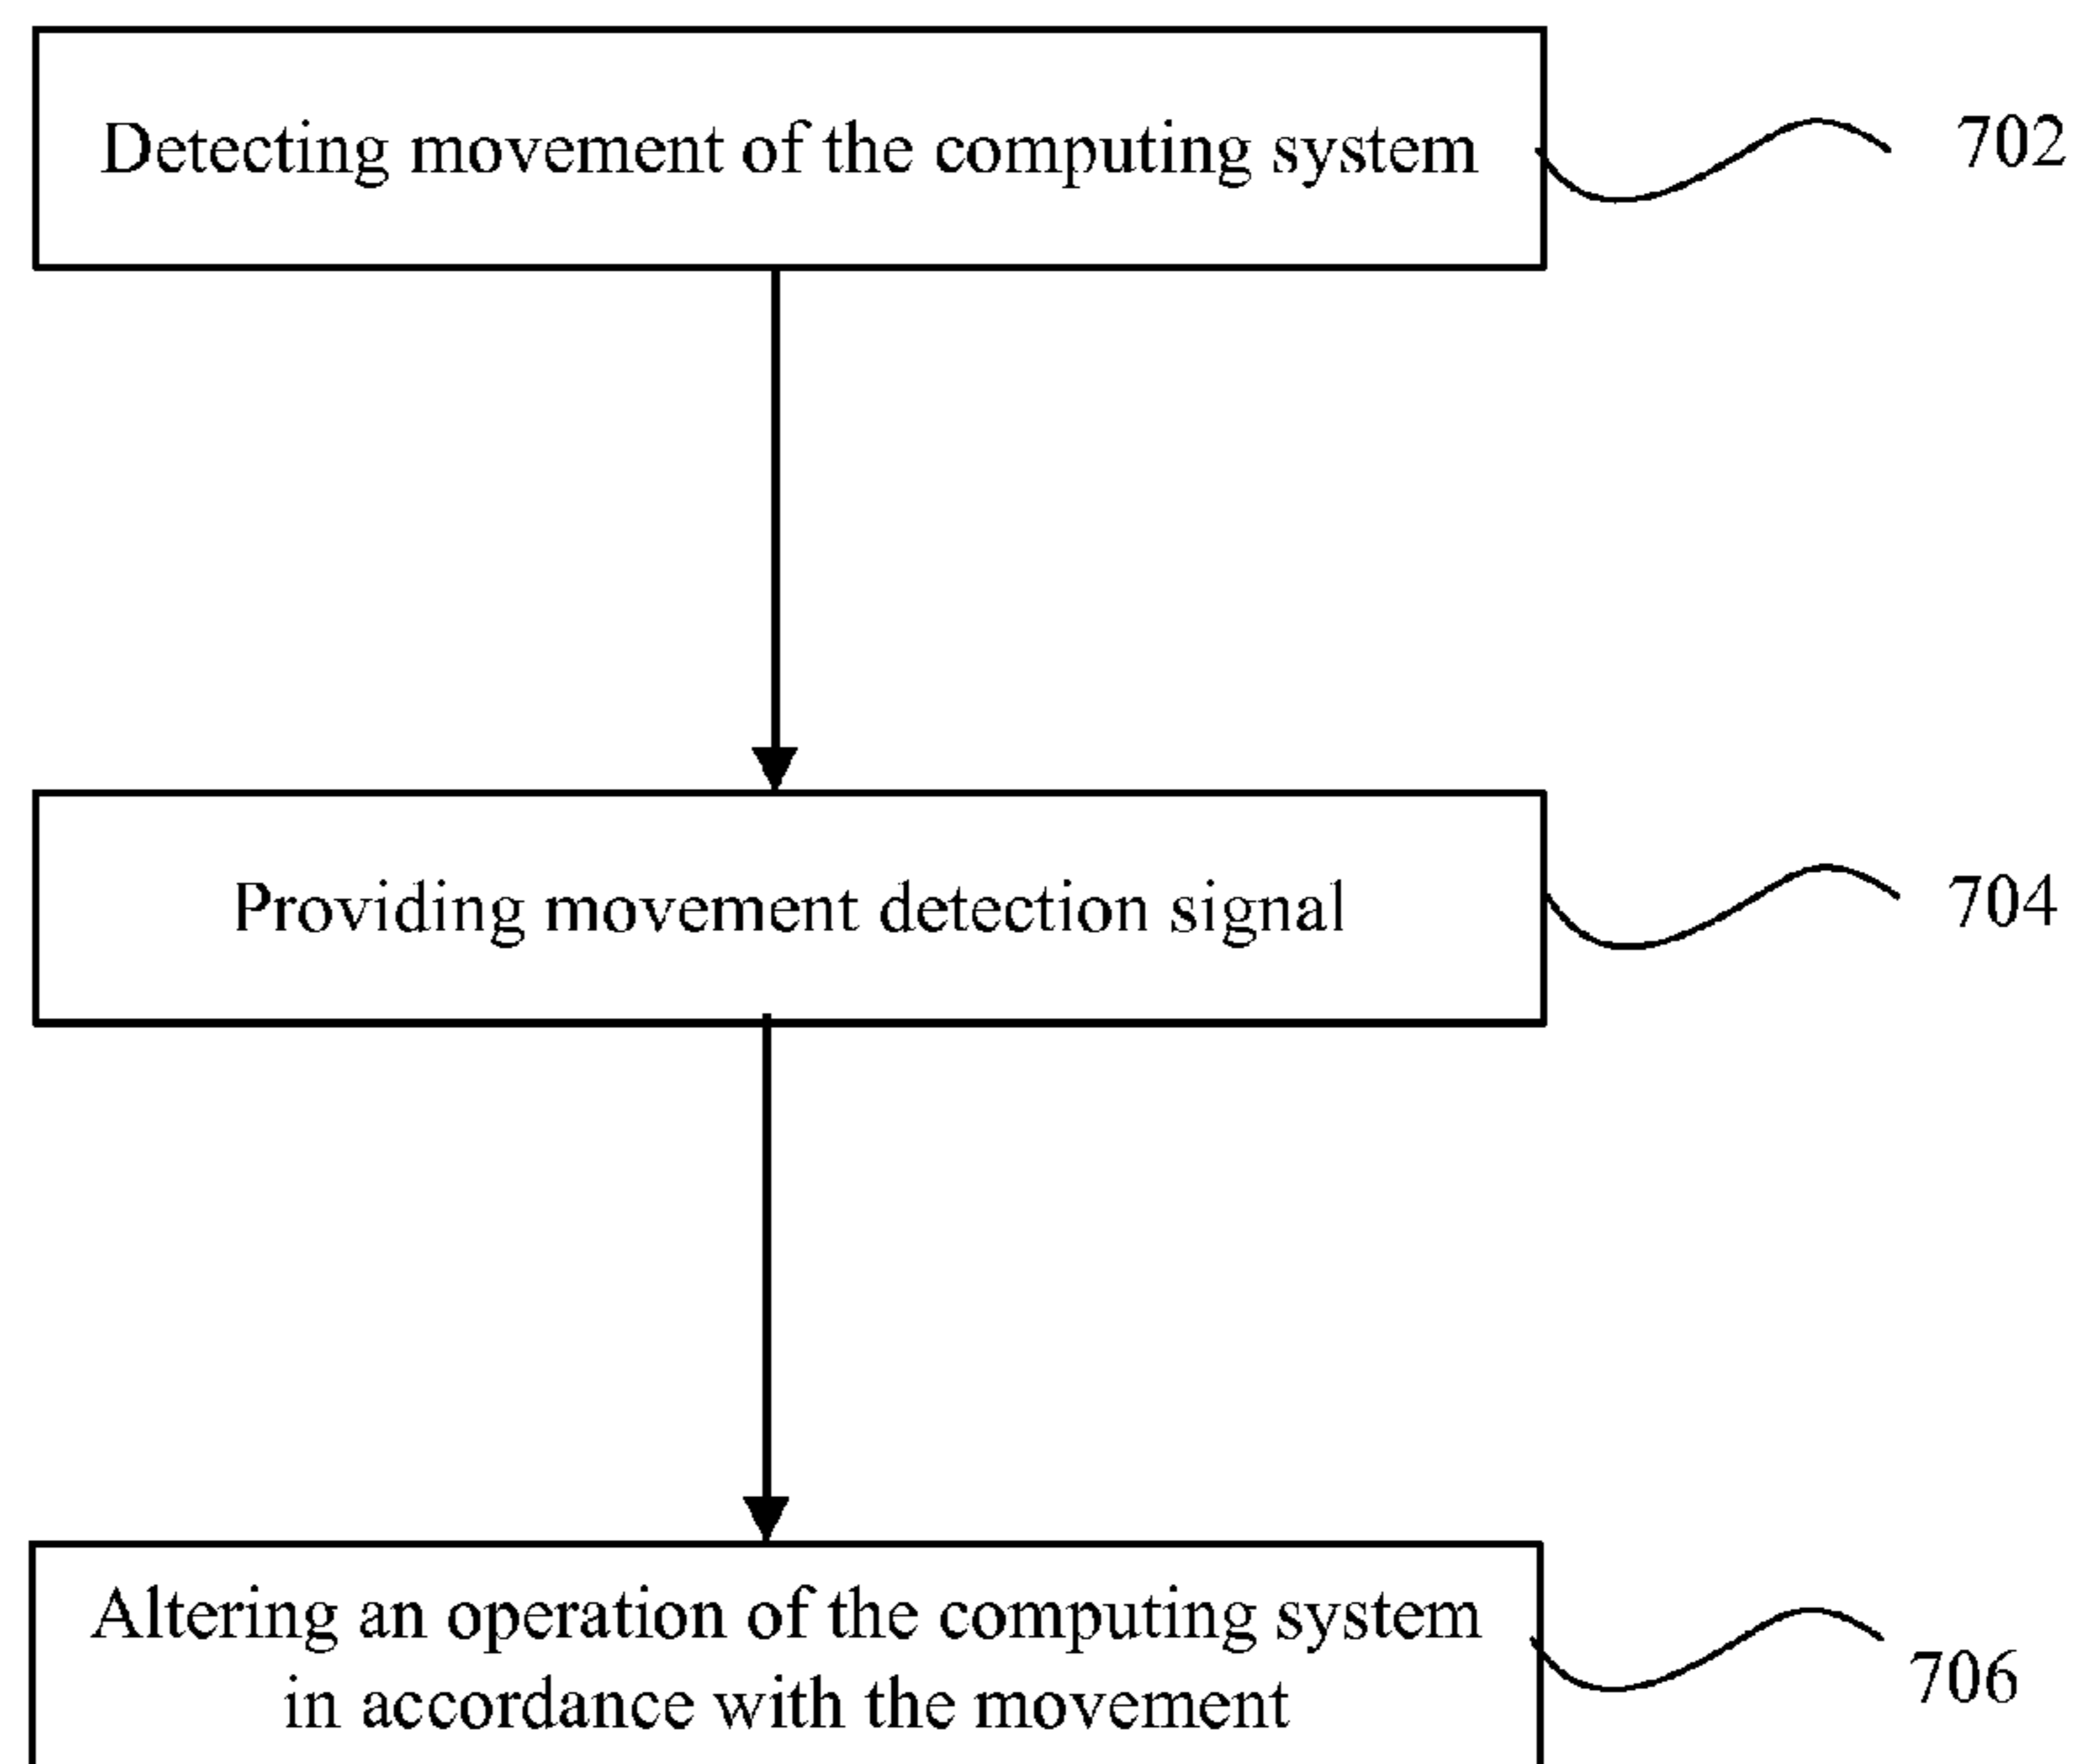 Detecting movement of the computing system
702
Providing movement detection signal
704
Altering an operation of the computing system
in accordance with the movement
706